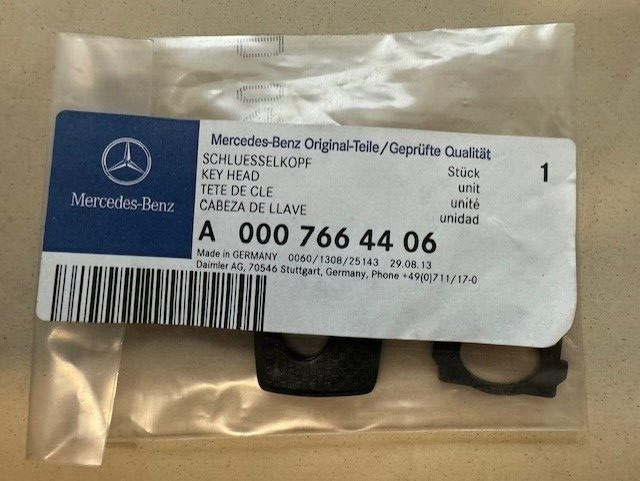 Mercedes-Benz
Mercedes-Benz Original-Teile/Geprüfte Qualität
SCHLUESSELKOPF Stück 1
KEY HEAD unit
TETE DE CLE unité
CABEZA DE LLAVE unidad
A 000 766 44 06
Made in GERMANY 0060/1308/25143 29.08.13
Daimler AG, 70546 Stuttgart, Germany, Phone +49(0)711/17-0